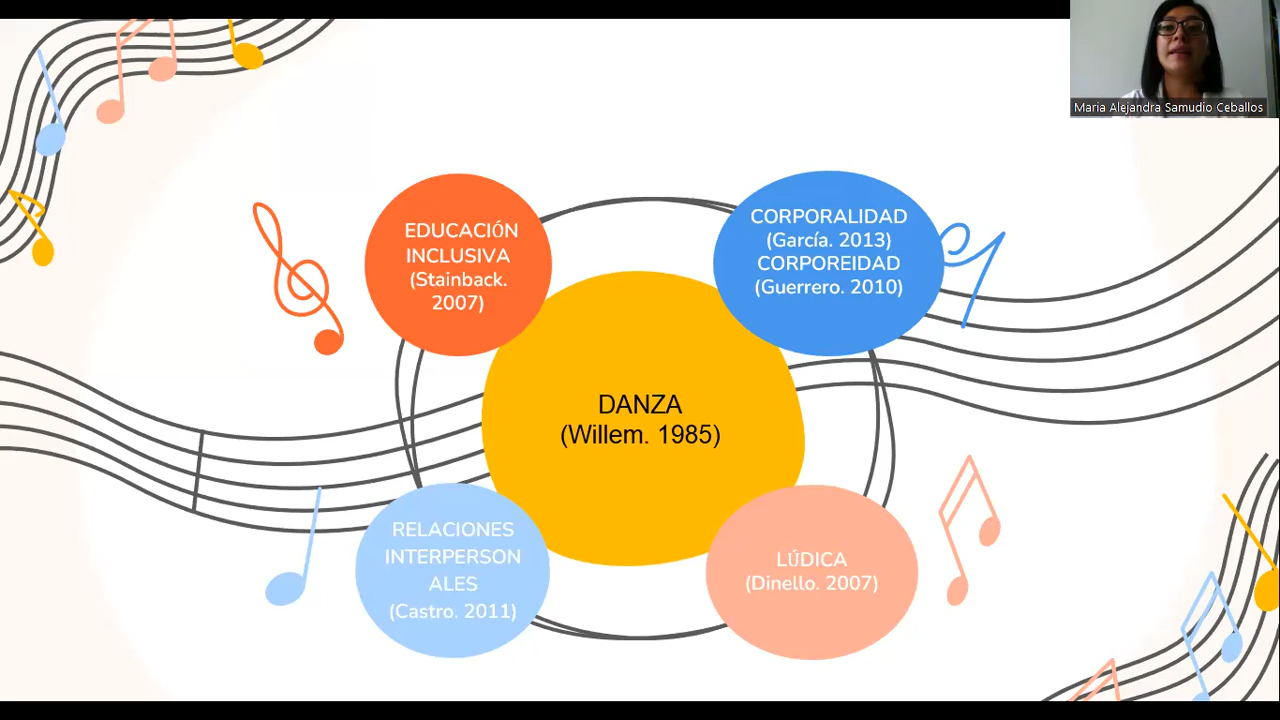 Maria Alejandra Samudio Ceballos
EDUCACIÓN
INCLUSIVA
(Stainback.
2007)
CORPORALIDAD
(García. 2013)
CORPOREIDAD
(Guerrero. 2010)
DANZA
(Willem. 1985)
RELACIONES
INTERPERSON
ALES
(Castro. 2011)
LÚDICA
(Dinello. 2007)